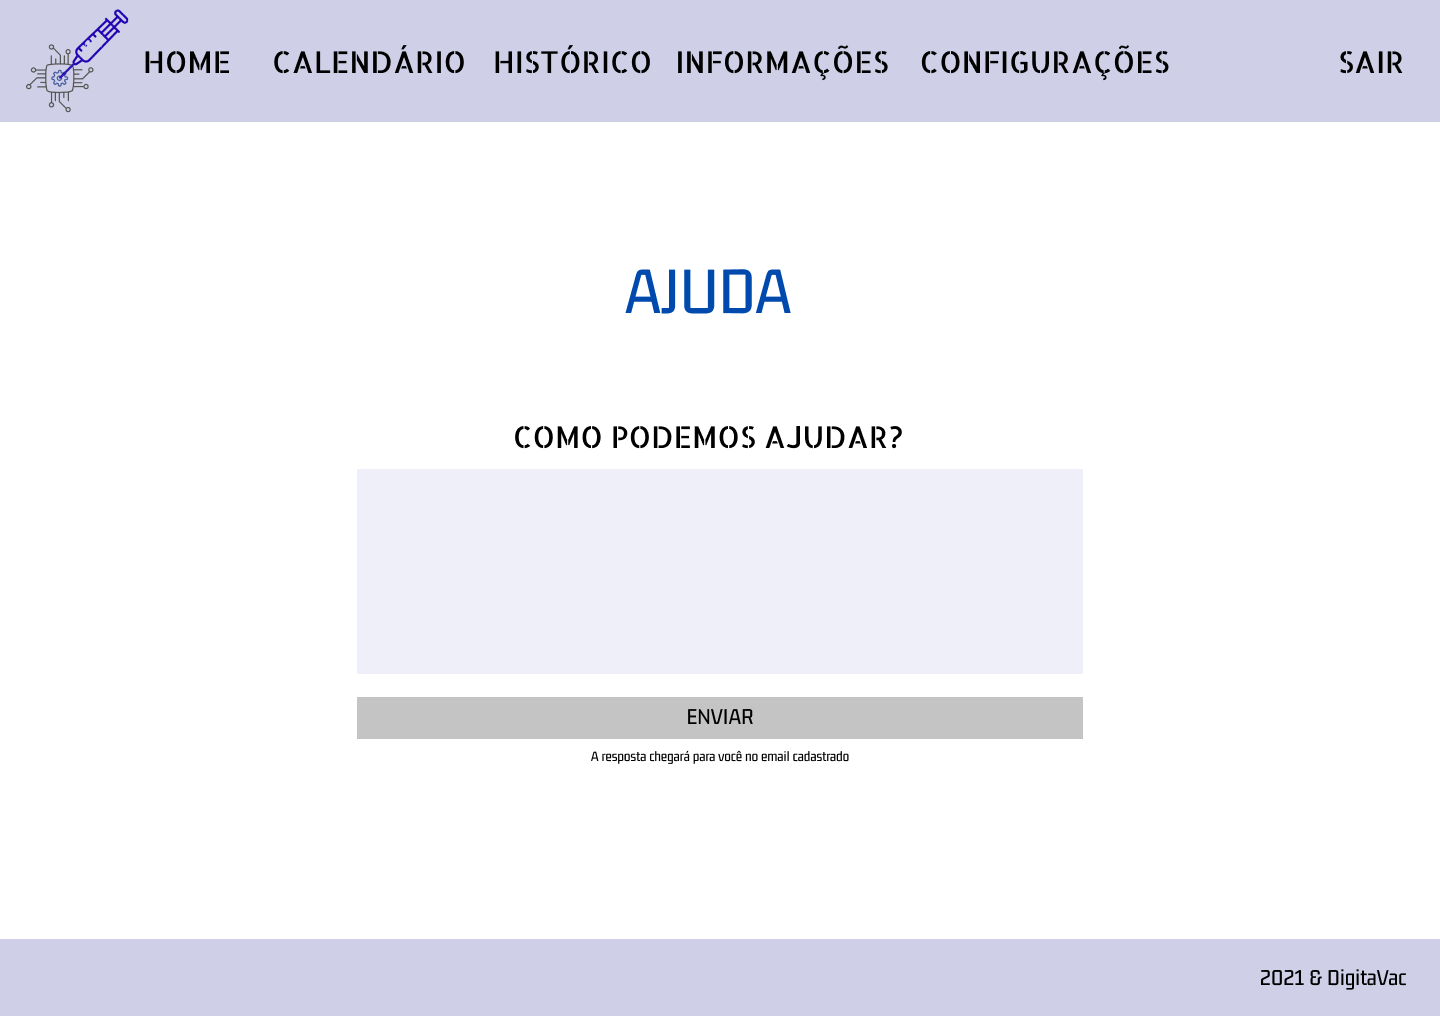 HOME CALENDÁRIO HISTÓRICO INFORMAÇÕES CONFIGURAÇÕES SAIR
AJUDA
COMO PODEMOS AJUDAR?
ENVIAR
A resposta chegará para você no email cadastrado
2021 & DigitaVac